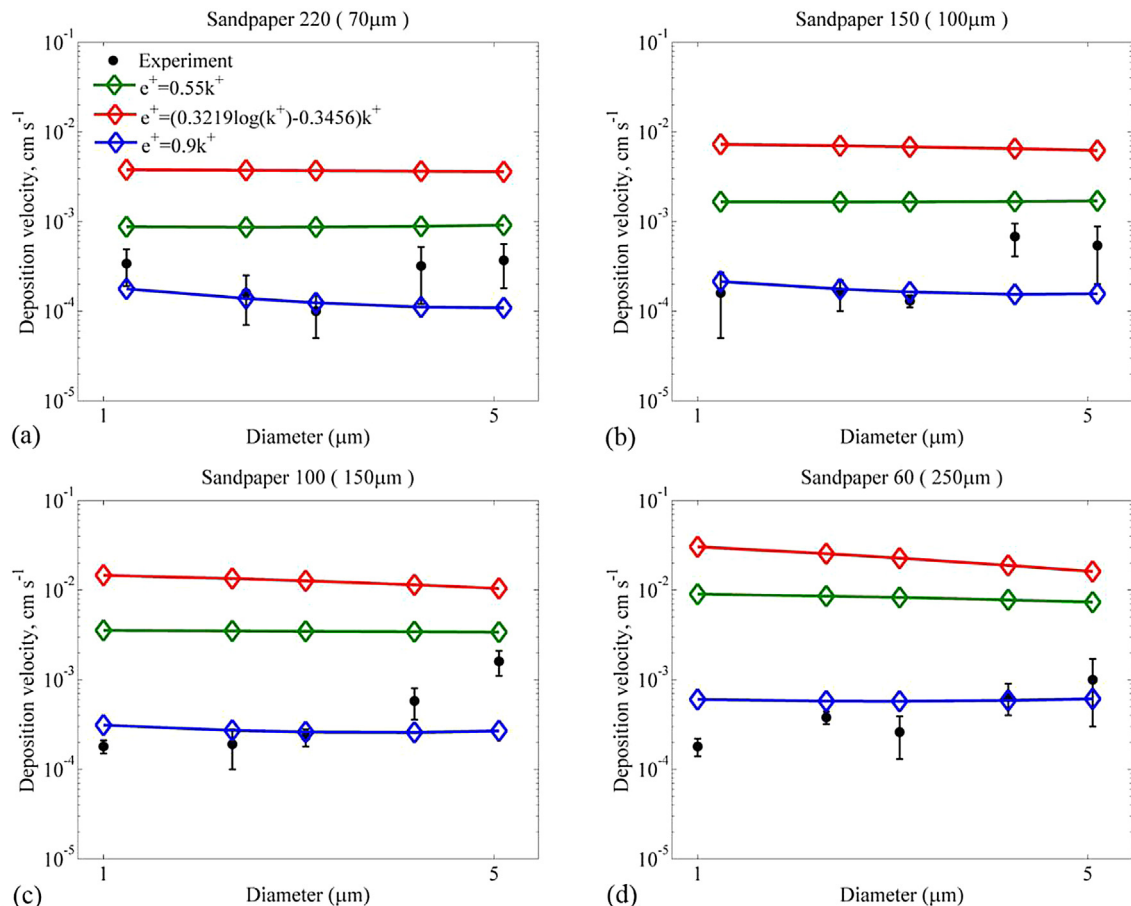 Sandpaper 220 ( 70μm )
10⁻¹
10⁻²
10⁻³
10⁻⁴
10⁻⁵
Deposition velocity, cm s⁻¹
Experiment
e⁺=0.55k⁺
e⁺=(0.3219log(k⁺)-0.3456)k⁺
e⁺=0.9k⁺
1
5
Diameter (μm)
(a)
Sandpaper 150 ( 100μm )
10⁻¹
10⁻²
10⁻³
10⁻⁴
10⁻⁵
Deposition velocity, cm s⁻¹
1
5
Diameter (μm)
(b)
Sandpaper 100 ( 150μm )
10⁻¹
10⁻²
10⁻³
10⁻⁴
10⁻⁵
Deposition velocity, cm s⁻¹
1
5
Diameter (μm)
(c)
Sandpaper 60 ( 250μm )
10⁻¹
10⁻²
10⁻³
10⁻⁴
10⁻⁵
Deposition velocity, cm s⁻¹
1
5
Diameter (μm)
(d)